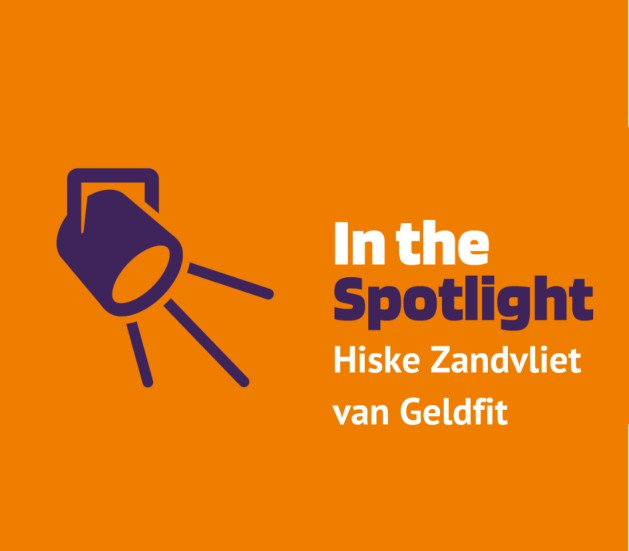 In the
Spotlight
Hiske Zandvliet
van Geldfit